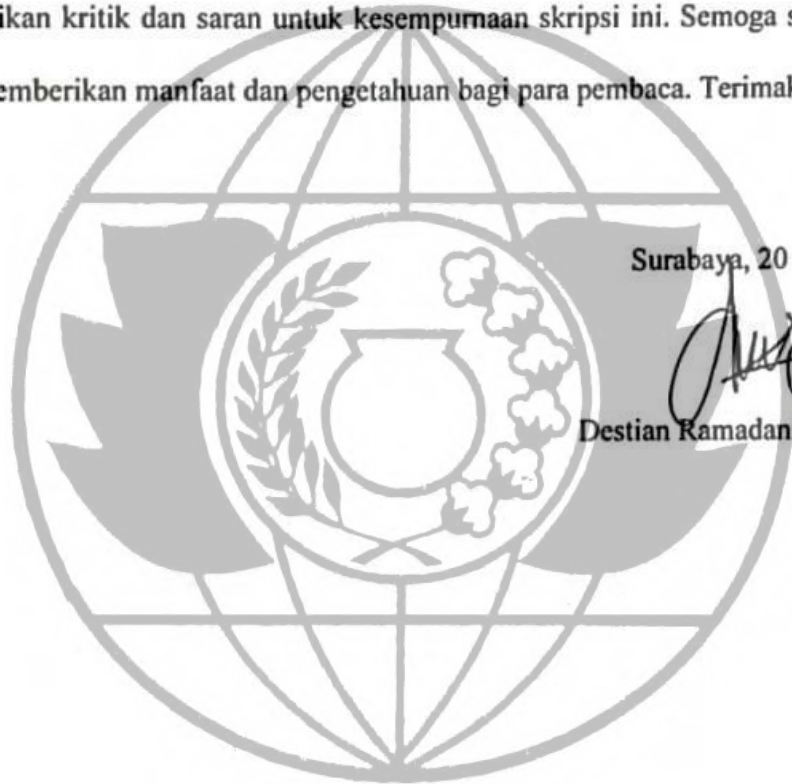 ikan kritik dan saran untuk kesempurnaan skripsi ini. Semoga s
emberikan manfaat dan pengetahuan bagi para pembaca. Terimak
Surabaya, 20
Destian Ramadan